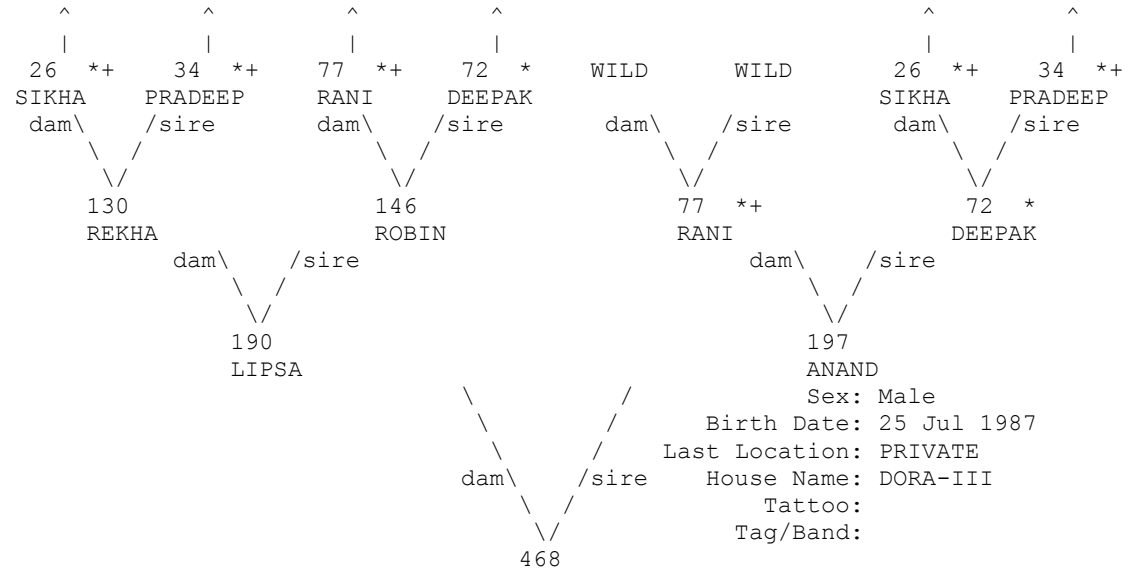 ^ ^ ^ ^ ^ ^
| | | | | |
26 *+ 34 *+ 77 *+ 72 * WILD WILD 26 *+ 34 *+
SIKHA PRADEEP RANI DEEPAK SIKHA PRADEEP
dam\ /sire dam\ /sire dam\ /sire dam\ /sire
\ / \ / \ / \ /
\/ \/ \/ \/
130 146 77 *+ 72 *
REKHA ROBIN RANI DEEPAK
dam\ /sire dam\ /sire
\ / \ /
\/ \/
190 197
LIPSA ANAND
\ / Sex: Male
\ / Birth Date: 25 Jul 1987
\ / Last Location: PRIVATE
dam\ /sire House Name: DORA-III
\ / Tattoo:
\/ Tag/Band:
468